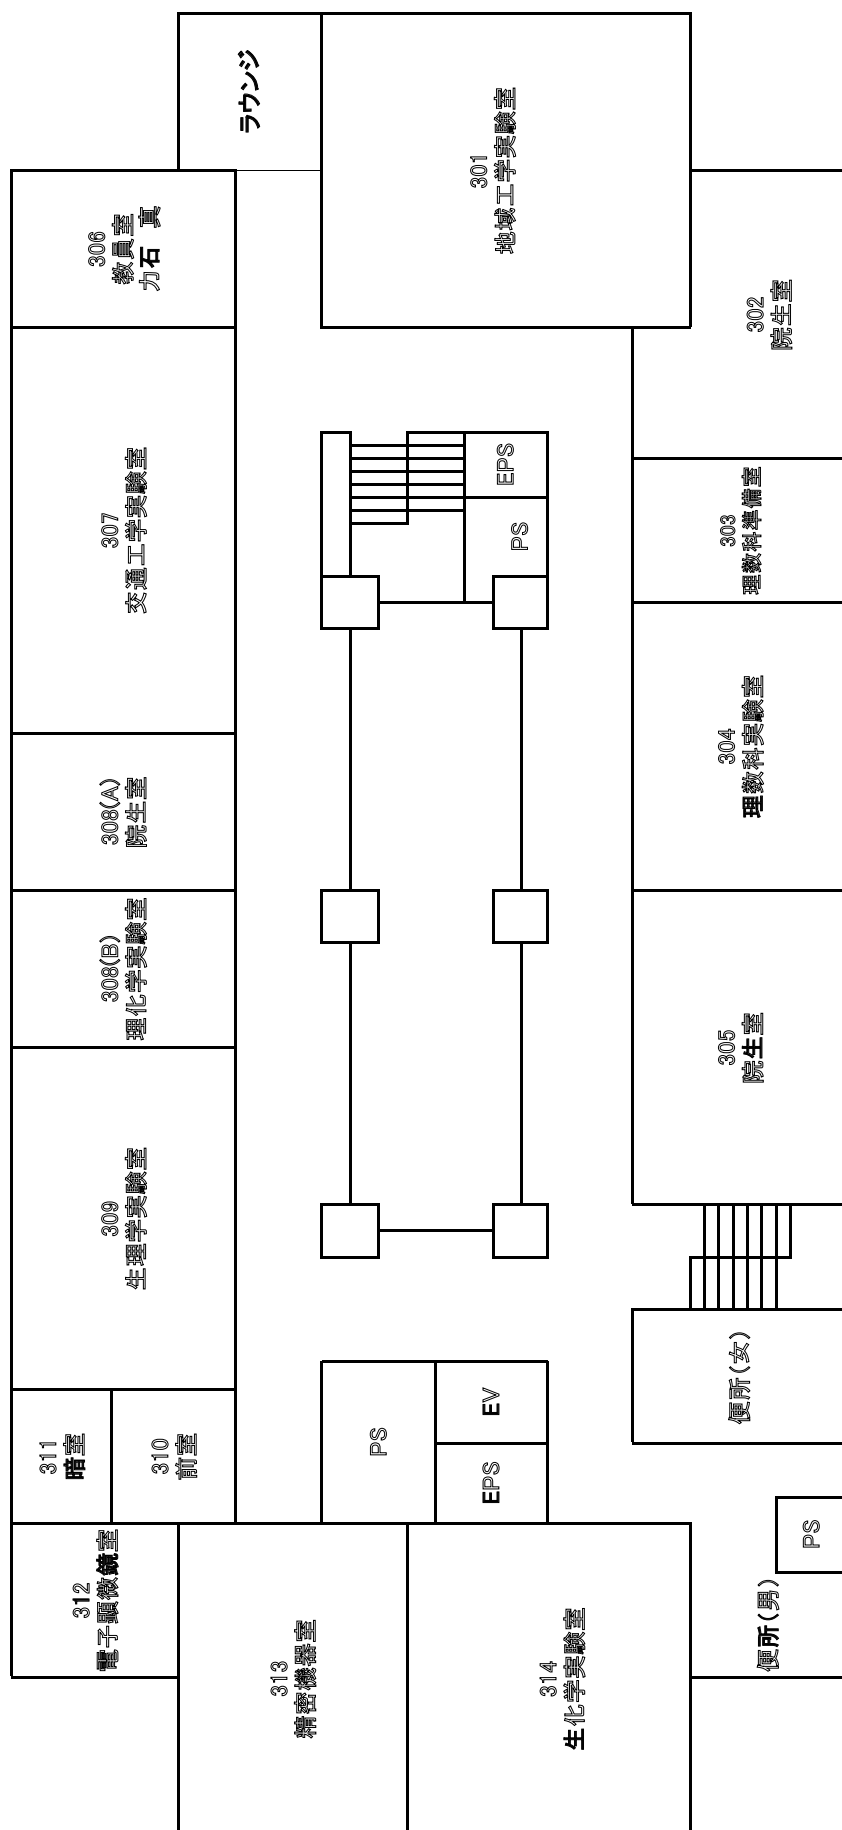 ラウンジ
301
地域工学実験室
306
教員室
力石　真
302
院生室
307
交通工学実験室
EPS
PS
303
理数科準備室
304
理数科実験室
308(A)
院生室
308(B)
理化学実験室
305
院生室
309
生理学実験室
便所(女)
311
暗室
310
前室
PS
EV
EPS
PS
312
電子顕微鏡室
313
精密機器室
314
生化学実験室
便所(男)